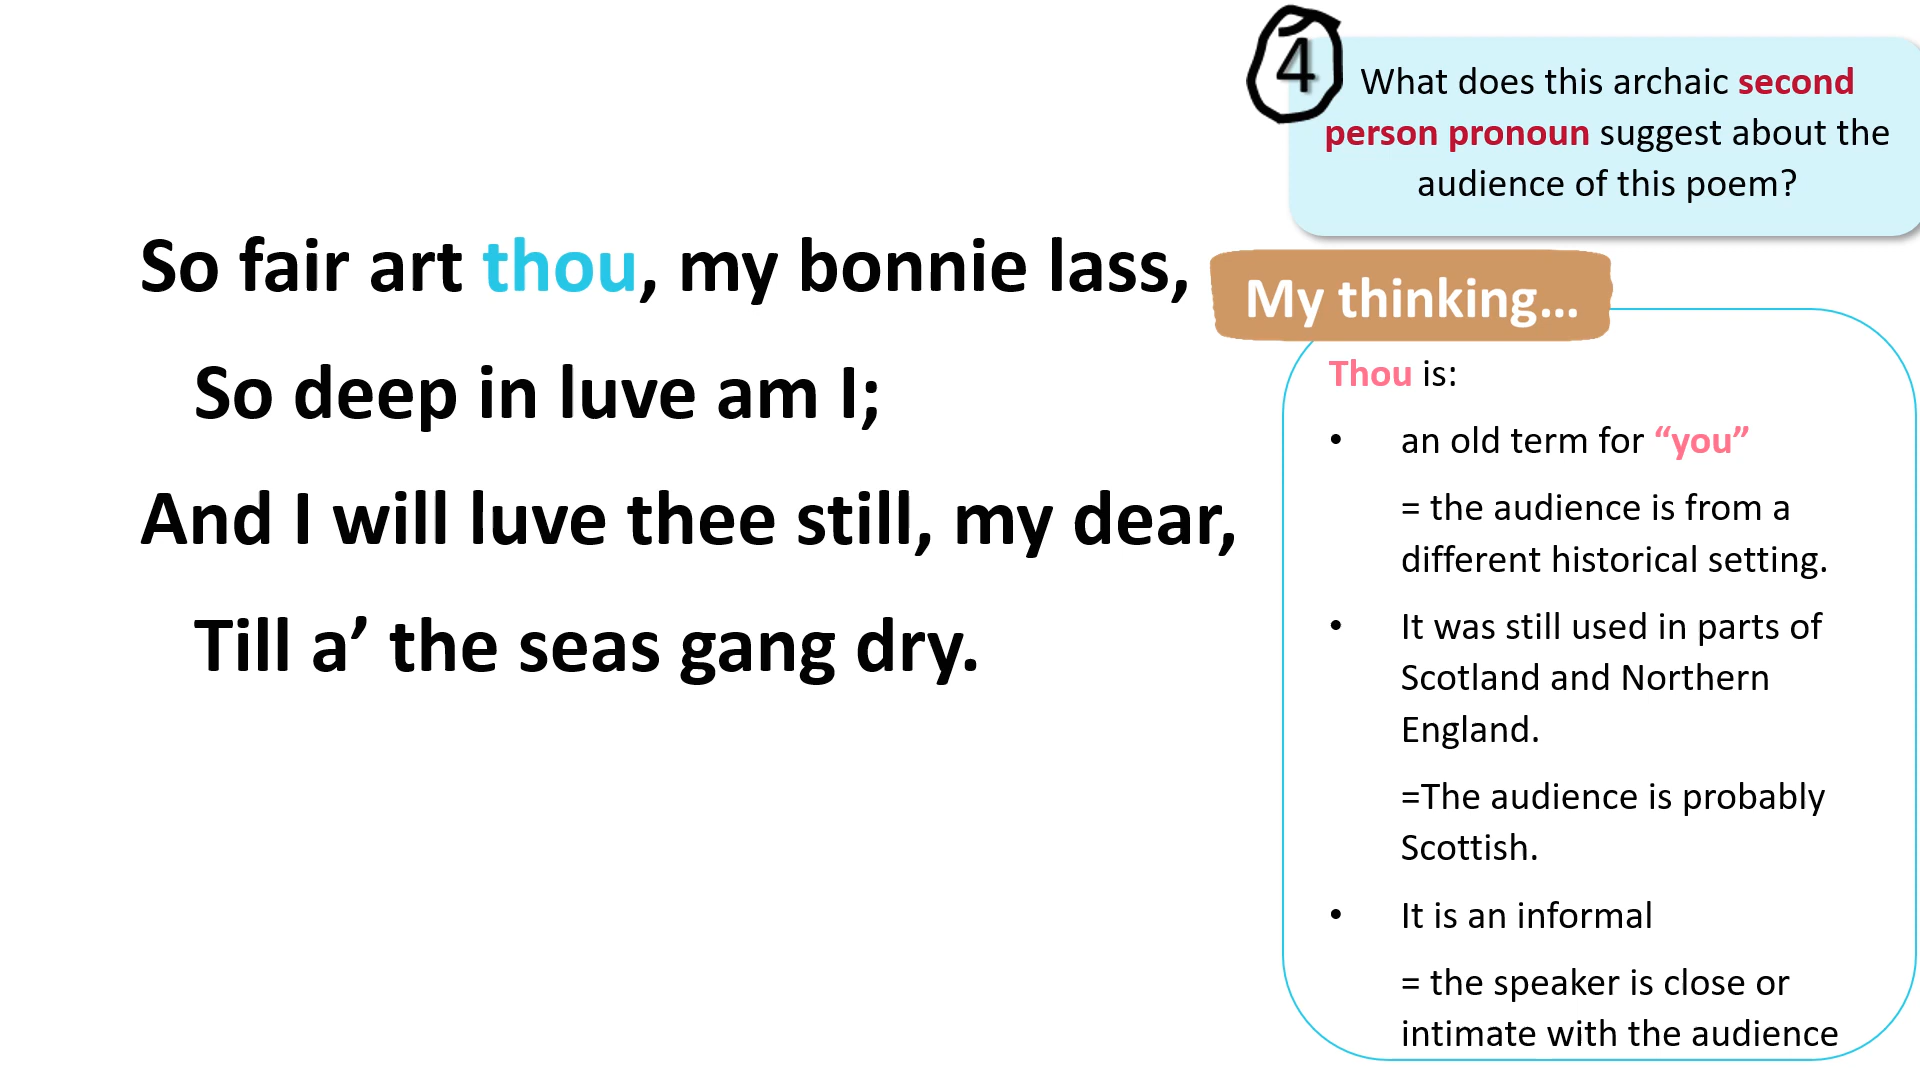 4
What does this archaic second
person pronoun suggest about the
audience of this poem?
So fair art thou, my bonnie lass,
So deep in luve am I;
And I will luve thee still, my dear,
Till a’ the seas gang dry.
My thinking...
Thou is:
• an old term for “you”
= the audience is from a
different historical setting.
• It was still used in parts of
Scotland and Northern
England.
=The audience is probably
Scottish.
• It is an informal
= the speaker is close or
intimate with the audience